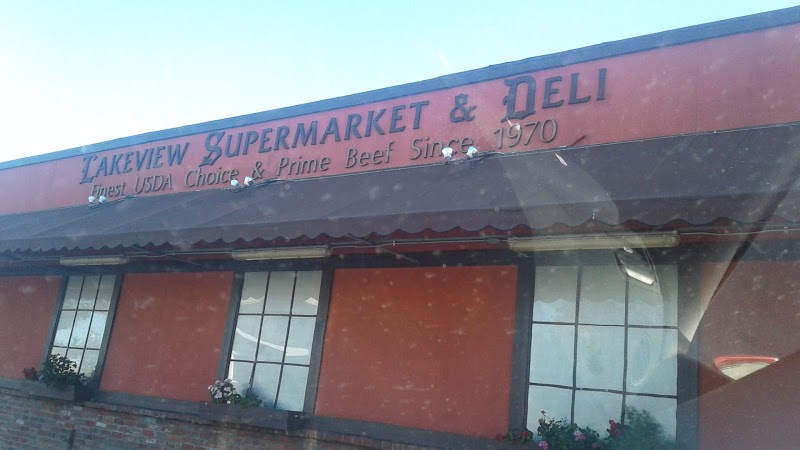 Lakeview Supermarket & Deli
Finest USDA Choice & Prime Beef Since 1970